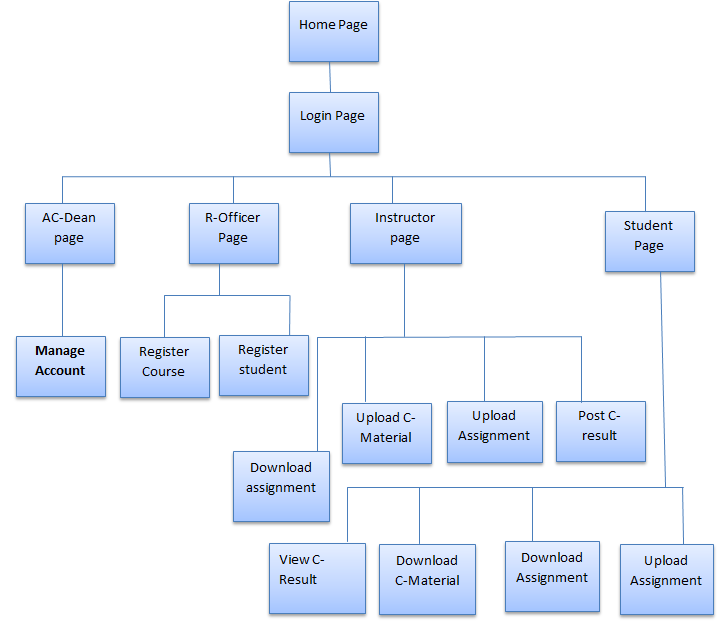 Home Page
Login Page
AC-Dean
page
R-Officer
Page
Instructor
page
Student
Page
Manage
Account
Register
Course
Register
student
Upload C-
Material
Upload
Assignment
Post C-
result
Download
assignment
View C-
Result
Download
C-Material
Download
Assignment
Upload
Assignment